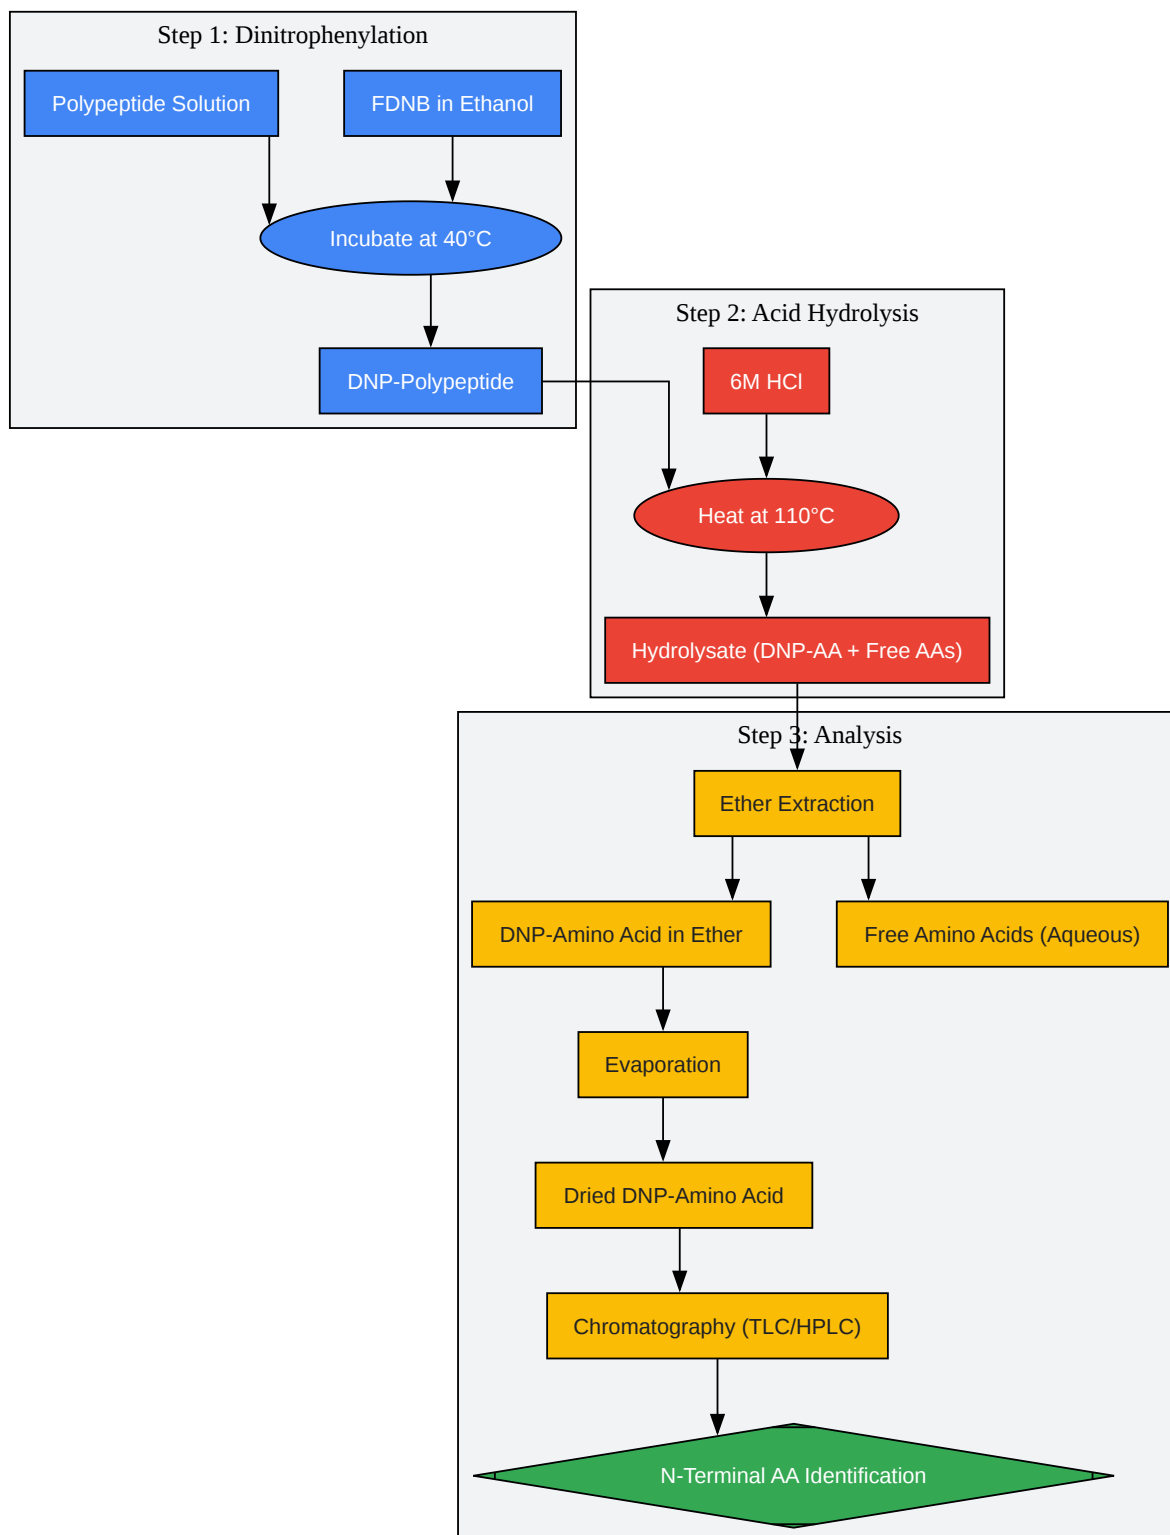 Step 1: Dinitrophenylation
Polypeptide Solution
FDNB in Ethanol
Incubate at 40°C
DNP-Polypeptide
Step 2: Acid Hydrolysis
6M HCl
Heat at 110°C
Hydrolysate (DNP-AA + Free AAs)
Step 3: Analysis
Ether Extraction
DNP-Amino Acid in Ether
Free Amino Acids (Aqueous)
Evaporation
Dried DNP-Amino Acid
Chromatography (TLC/HPLC)
N-Terminal AA Identification